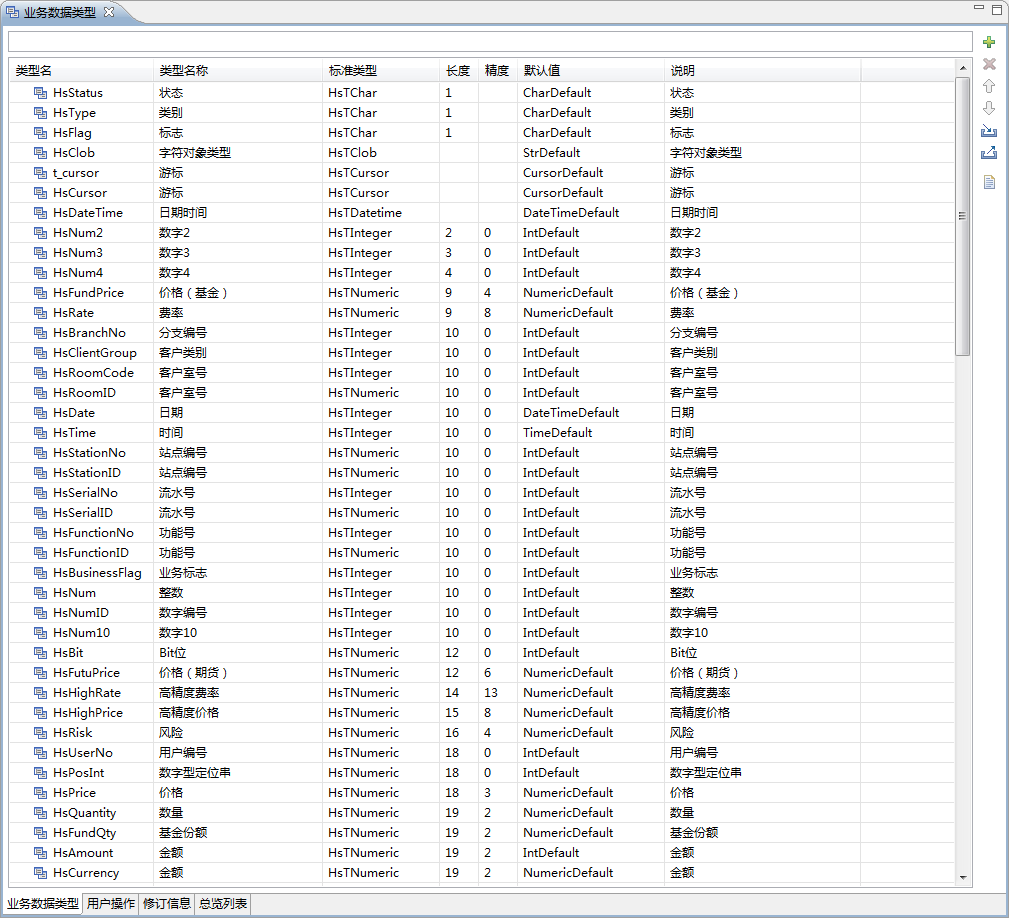 业务数据类型
类型名 类型名称 标准类型 长度 精度 默认值 说明
HsStatus 状态 HsTChar 1 CharDefault 状态
HsType 类别 HsTChar 1 CharDefault 类别
HsFlag 标志 HsTChar 1 CharDefault 标志
HsClob 字符对象类型 HsTClob StrDefault 字符对象类型
t_cursor 游标 HsTCursor CursorDefault 游标
HsCursor 游标 HsTCursor CursorDefault 游标
HsDateTime 日期时间 HsTDatetime DateTimeDefault 日期时间
HsNum2 数字2 HsTInteger 2 0 IntDefault 数字2
HsNum3 数字3 HsTInteger 3 0 IntDefault 数字3
HsNum4 数字4 HsTInteger 4 0 IntDefault 数字4
HsFundPrice 价格（基金） HsTNumeric 9 4 NumericDefault 价格（基金）
HsRate 费率 HsTNumeric 9 8 NumericDefault 费率
HsBranchNo 分支编号 HsTInteger 10 0 IntDefault 分支编号
HsClientGroup 客户类别 HsTInteger 10 0 IntDefault 客户类别
HsRoomCode 客户室号 HsTInteger 10 0 IntDefault 客户室号
HsRoomID 客户室号 HsTNumeric 10 0 IntDefault 客户室号
HsDate 日期 HsTInteger 10 0 DateTimeDefault 日期
HsTime 时间 HsTInteger 10 0 TimeDefault 时间
HsStationNo 站点编号 HsTNumeric 10 0 IntDefault 站点编号
HsStationID 站点编号 HsTNumeric 10 0 IntDefault 站点编号
HsSerialNo 流水号 HsTInteger 10 0 IntDefault 流水号
HsSerialID 流水号 HsTNumeric 10 0 IntDefault 流水号
HsFunctionNo 功能号 HsTInteger 10 0 IntDefault 功能号
HsFunctionID 功能号 HsTNumeric 10 0 IntDefault 功能号
HsBusinessFlag 业务标志 HsTInteger 10 0 IntDefault 业务标志
HsNum 整数 HsTInteger 10 0 IntDefault 整数
HsNumID 数字编号 HsTInteger 10 0 IntDefault 数字编号
HsNum10 数字10 HsTInteger 10 0 IntDefault 数字10
HsBit Bit位 HsTNumeric 12 0 IntDefault Bit位
HsFutuPrice 价格（期货） HsTNumeric 12 6 NumericDefault 价格（期货）
HsHighRate 高精度费率 HsTNumeric 14 13 NumericDefault 高精度费率
HsHighPrice 高精度价格 HsTNumeric 15 8 NumericDefault 高精度价格
HsRisk 风险 HsTNumeric 16 4 NumericDefault 风险
HsUserNo 用户编号 HsTNumeric 18 0 IntDefault 用户编号
HsPosInt 数字型定位串 HsTNumeric 18 0 IntDefault 数字型定位串
HsPrice 价格 HsTNumeric 18 3 NumericDefault 价格
HsQuantity 数量 HsTNumeric 19 2 NumericDefault 数量
HsFundQty 基金份额 HsTNumeric 19 2 NumericDefault 基金份额
HsAmount 金额 HsTNumeric 19 2 IntDefault 金额
HsCurrency 金额 HsTNumeric 19 2 NumericDefault 金额
业务数据类型 用户操作 修订信息 总览列表